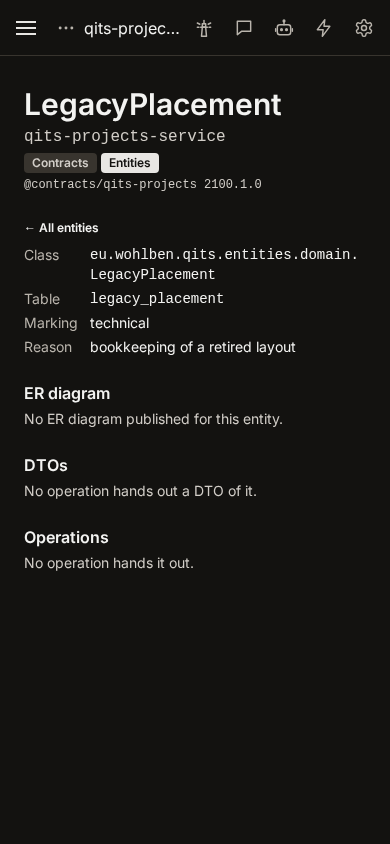 qits-projec...
LegacyPlacement
qits-projects-service
Contracts Entities
@contracts/qits-projects 2100.1.0
← All entities
Class eu.wohlben.qits.entities.domain.
LegacyPlacement
Table legacy_placement
Marking technical
Reason bookkeeping of a retired layout
ER diagram
No ER diagram published for this entity.
DTOs
No operation hands out a DTO of it.
Operations
No operation hands it out.